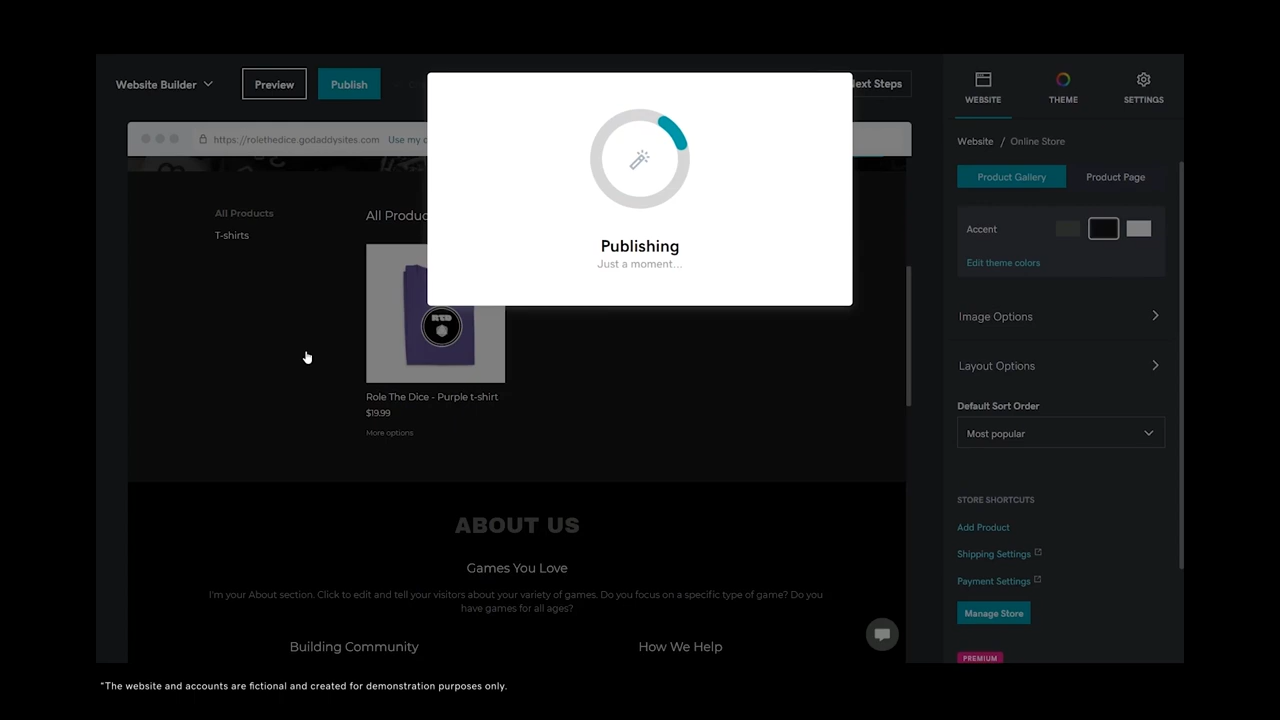 Website Builder
Preview
Publish
Next Steps
https://rolethedice.godaddysites.com
Use my d
All Products
T-shirts
All Produc
RTD
Role The Dice - Purple t-shirt
$19.99
More options
Publishing
Just a moment...
ABOUT US
Games You Love
I'm your About section. Click to edit and tell your visitors about your variety of games. Do you focus on a specific type of game? Do you
have games for all ages?
Building Community
How We Help
WEBSITE
THEME
SETTINGS
Website / Online Store
Product Gallery
Product Page
Accent
Edit theme colors
Image Options
Layout Options
Default Sort Order
Most popular
STORE SHORTCUTS
Add Product
Shipping Settings
Payment Settings
Manage Store
PREMIUM
*The website and accounts are fictional and created for demonstration purposes only.